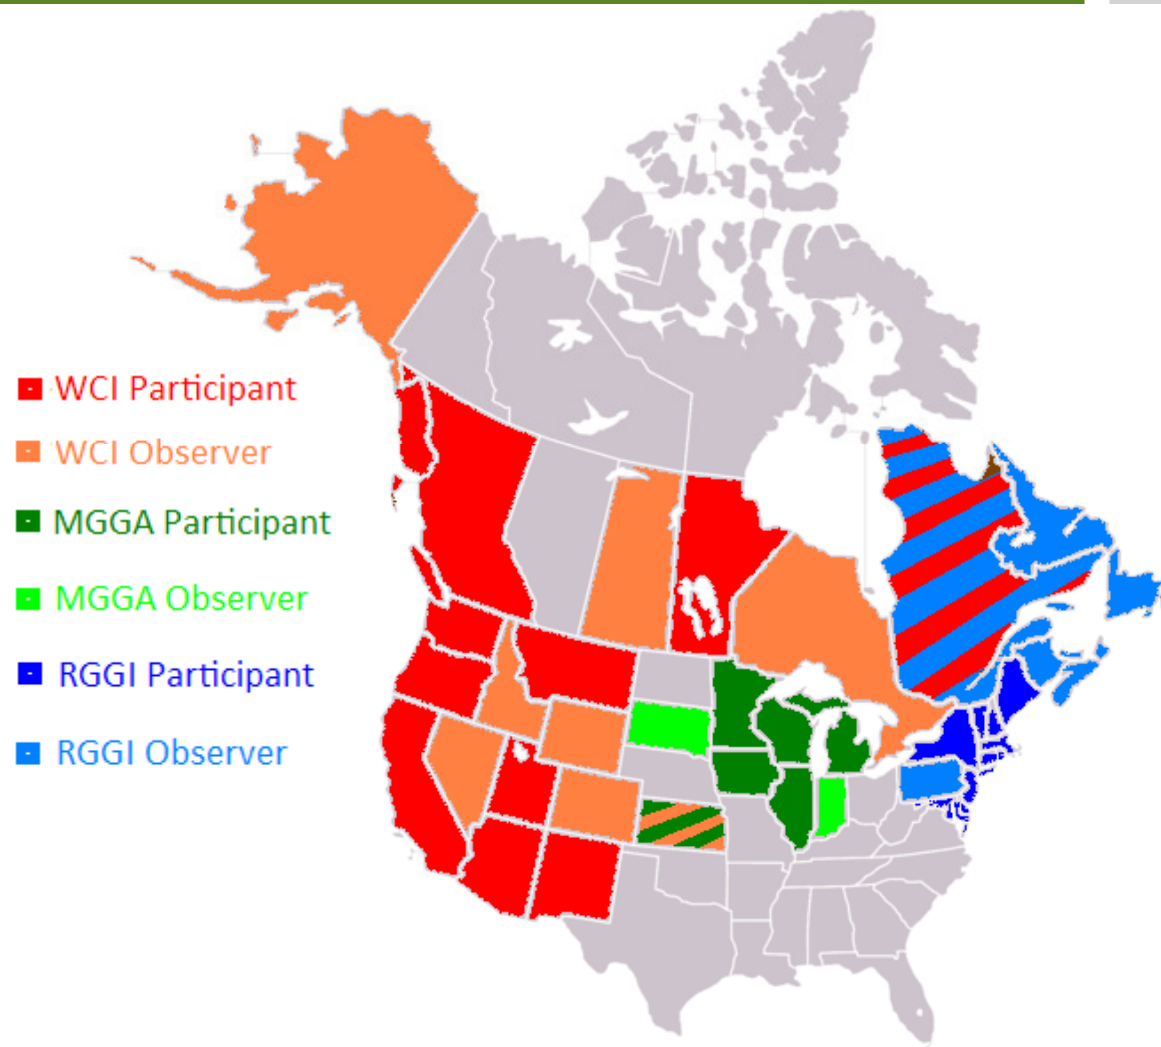 WCI Participant
WCI Observer
MGGA Participant
MGGA Observer
RGGI Participant
RGGI Observer